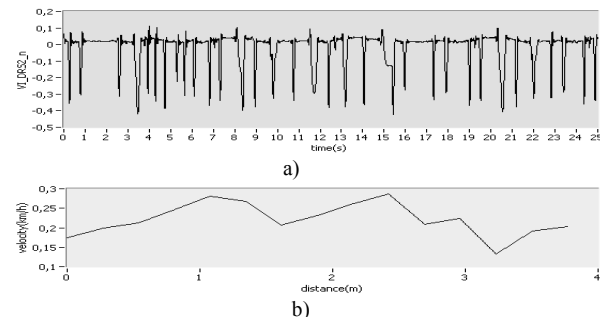 0,2
0,1
0
-0,1
-0,2
-0,3
-0,4
-0,5
VI_DRS2_n
0 1 2 3 4 5 6 7 8 9 10 11 12 13 14 15 16 17 18 19 20 21 22 23 24 25
time(s)
a)
0,3
0,25
0,2
0,15
0,1
velocity(km/h)
0 1 2 3 4
distance(m)
b)